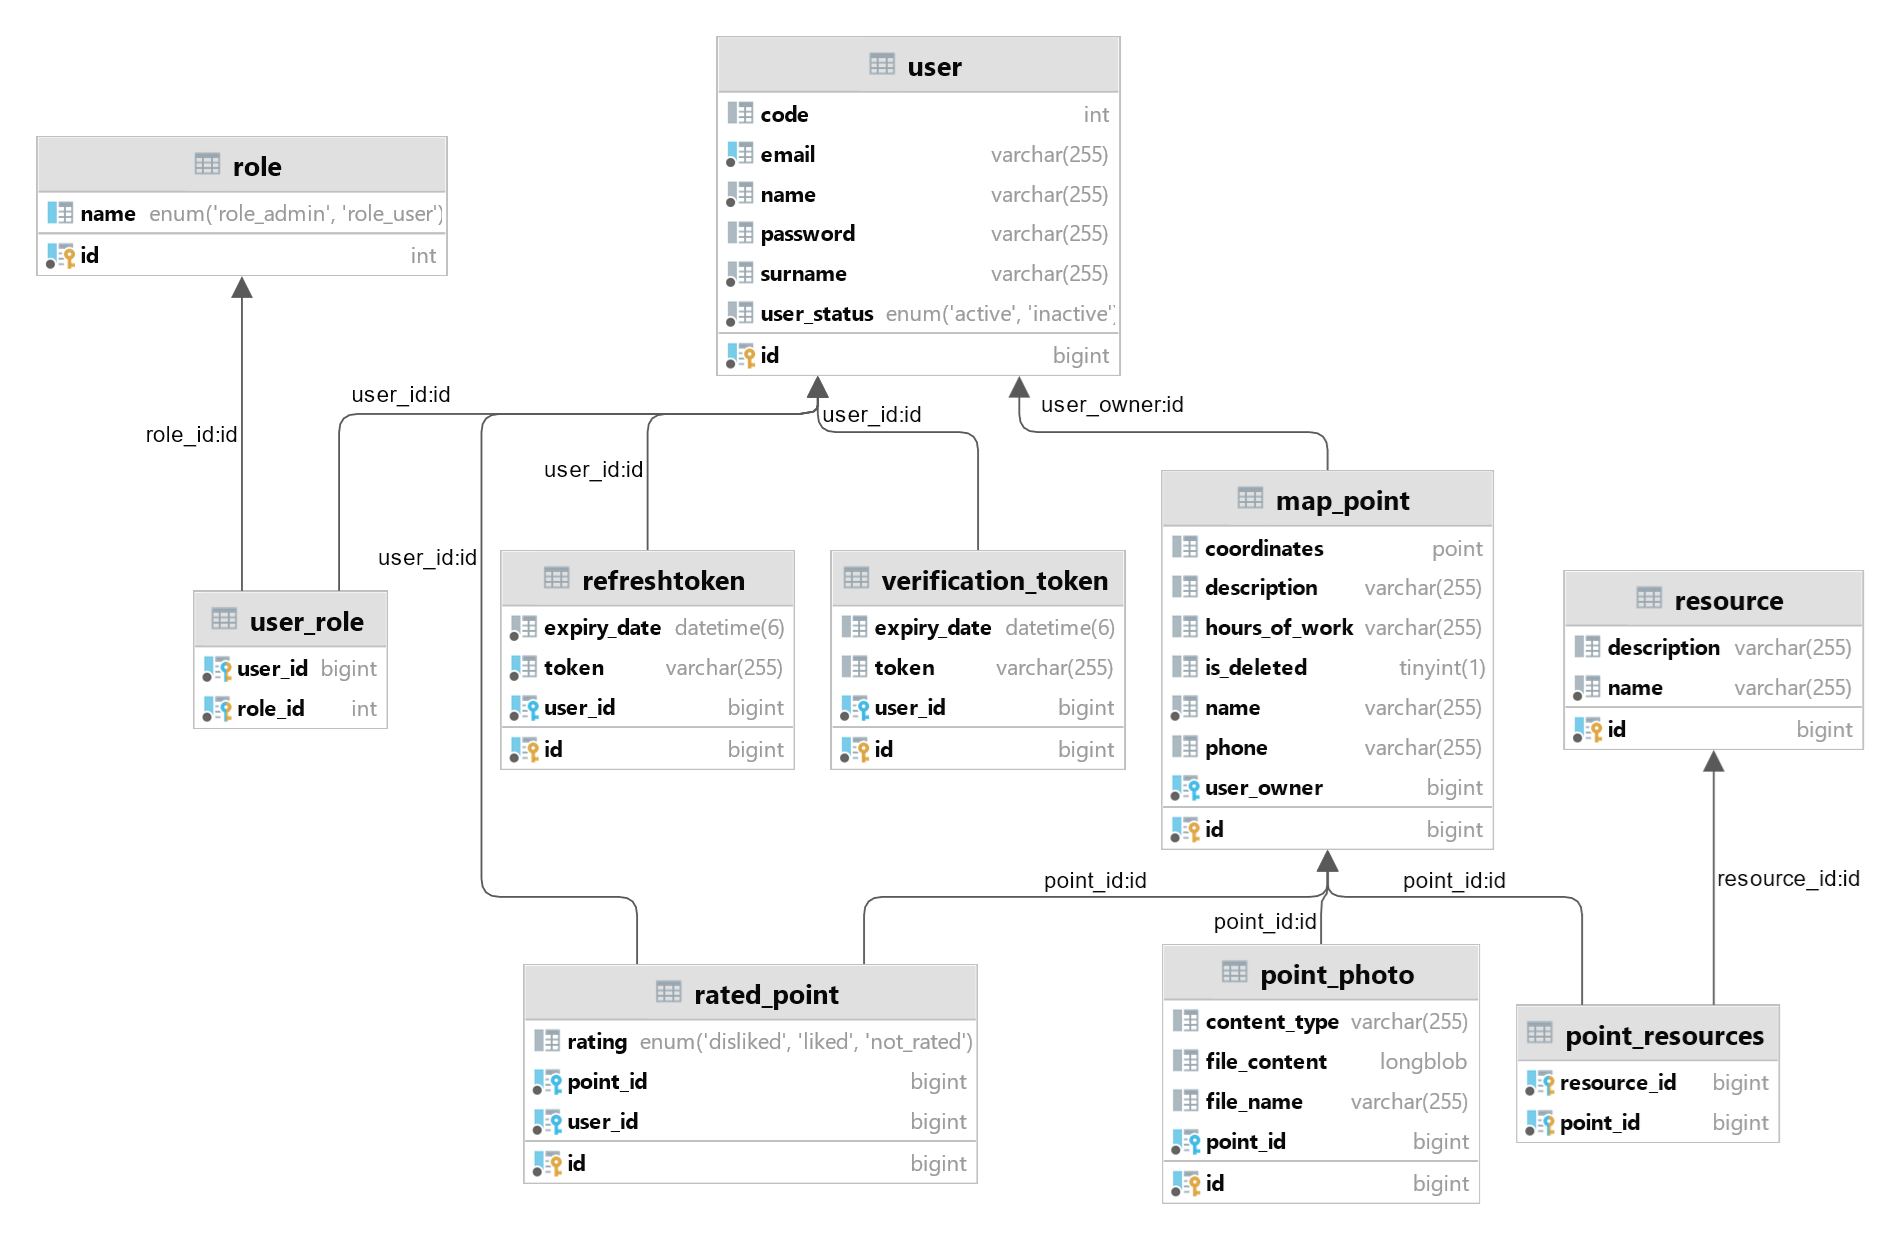 user
code int
email varchar(255)
name varchar(255)
password varchar(255)
surname varchar(255)
user_status enum('active', 'inactive'
id bigint
role
name enum('role_admin', 'role_user')
id int
user_id:id
role_id:id
user_id:id
user_id:id
user_id:id
user_owner:id
user_role
user_id bigint
role_id int
refreshtoken
expiry_date datetime(6)
token varchar(255)
user_id bigint
id bigint
verification_token
expiry_date datetime(6)
token varchar(255)
user_id bigint
id bigint
map_point
coordinates point
description varchar(255)
hours_of_work varchar(255)
is_deleted tinyint(1)
name varchar(255)
phone varchar(255)
user_owner bigint
id bigint
resource
description varchar(255)
name varchar(255)
id bigint
point_id:id
point_id:id
point_id:id
resource_id:id
rated_point
rating enum('disliked', 'liked', 'not_rated')
point_id bigint
user_id bigint
id bigint
point_photo
content_type varchar(255)
file_content longblob
file_name varchar(255)
point_id bigint
id bigint
point_resources
resource_id bigint
point_id bigint